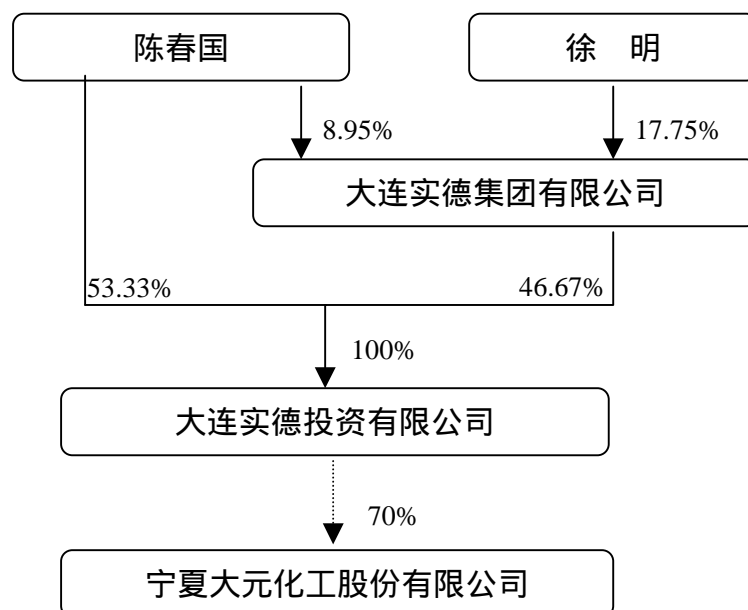 陈春国
徐 明
8.95%
17.75%
大连实德集团有限公司
53.33%
46.67%
100%
大连实德投资有限公司
70%
宁夏大元化工股份有限公司